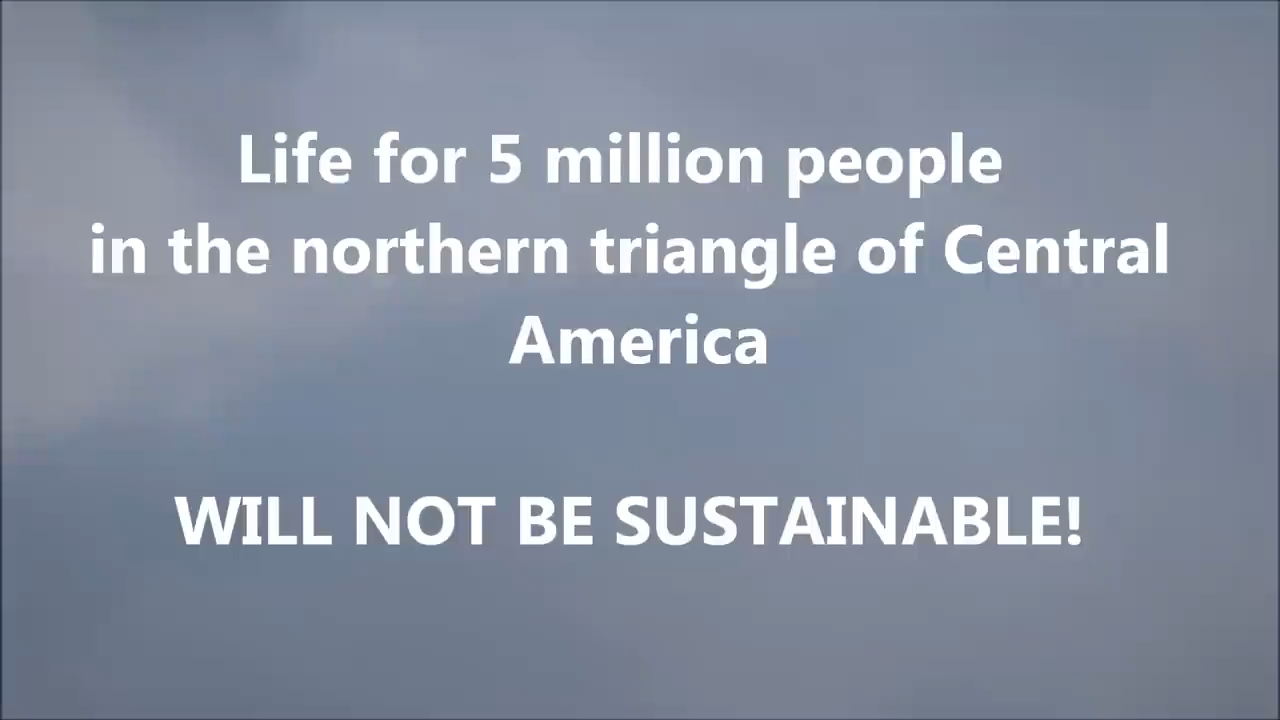 Life for 5 million people
in the northern triangle of Central
America
WILL NOT BE SUSTAINABLE!